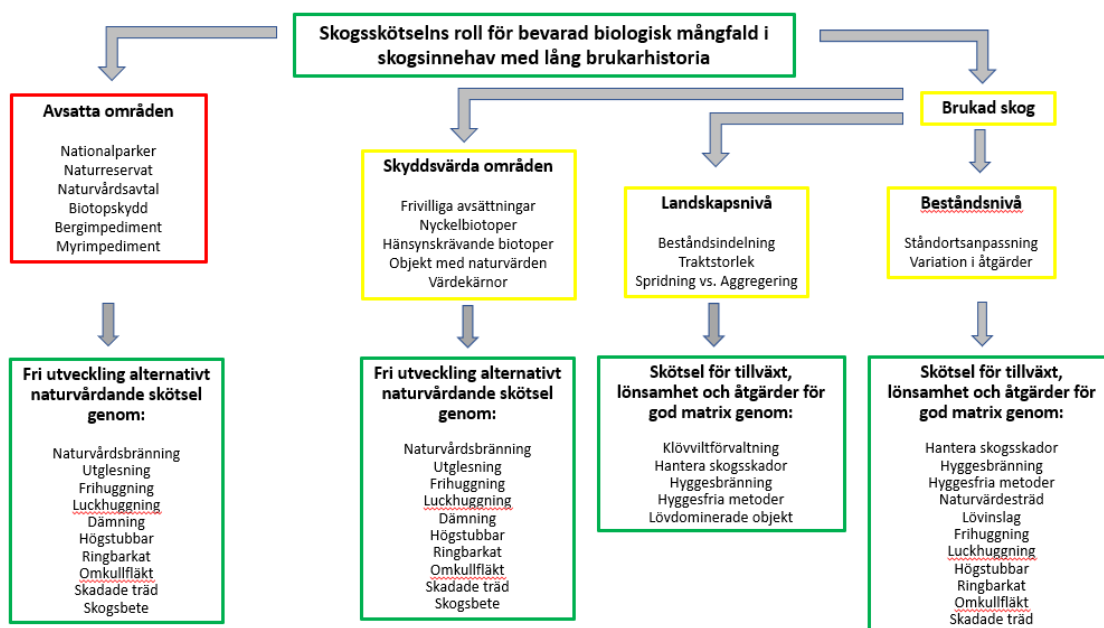 Skogsskötselns roll för bevarad biologisk mångfald i
skogsinnehav med lång brukarhistoria
Avsatta områden
Nationalparker
Naturreservat
Naturvårdsavtal
Biotopskydd
Bergimpediment
Myrimpediment
Brukad skog
Skyddsvärda områden
Frivilliga avsättningar
Nyckelbiotoper
Hänsynskrävande biotoper
Objekt med naturvärden
Värdekärnor
Landskapsnivå
Beståndsindelning
Traktstorlek
Spridning vs. Aggregering
Beståndsnivå
Ståndortsanpassning
Variation i åtgärder
Fri utveckling alternativt
naturvårdande skötsel
genom:
Naturvårdsbränning
Utglesning
Frihuggning
Luckhuggning
Dämning
Högstubbar
Ringbarkat
Omkullfläkt
Skadade träd
Skogsbete
Fri utveckling alternativt
naturvårdande skötsel
genom:
Naturvårdsbränning
Utglesning
Frihuggning
Luckhuggning
Dämning
Högstubbar
Ringbarkat
Omkullfläkt
Skadade träd
Skogsbete
Skötsel för tillväxt,
lönsamhet och åtgärder för
god matrix genom:
Klövviltförvaltning
Hantera skogsskador
Hyggesbränning
Hyggesfria metoder
Lövdominerade objekt
Skötsel för tillväxt,
lönsamhet och åtgärder för
god matrix genom:
Hantera skogsskador
Hyggesbränning
Hyggesfria metoder
Naturvärdesträd
Lövinslag
Frihuggning
Luckhuggning
Högstubbar
Ringbarkat
Omkullfläkt
Skadade träd